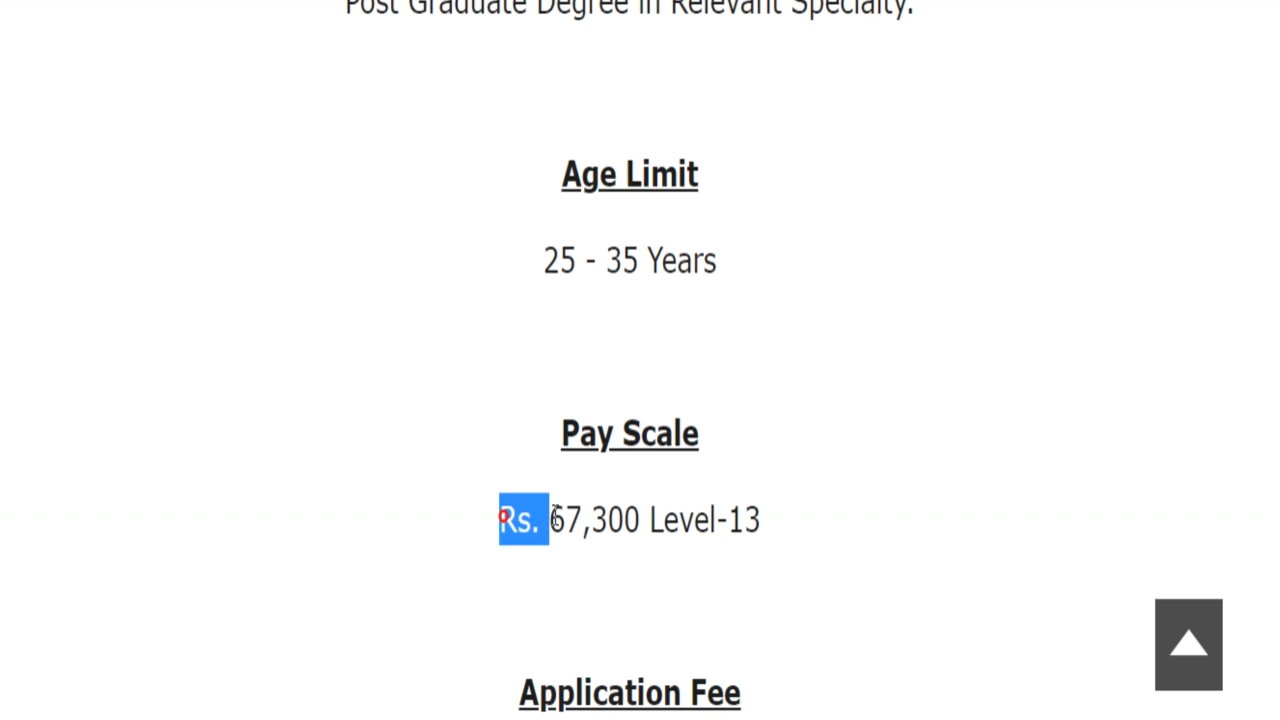 Post Graduate Degree in Relevant Specialty.
Age Limit
25 - 35 Years
Pay Scale
Rs. 67,300 Level-13
Application Fee